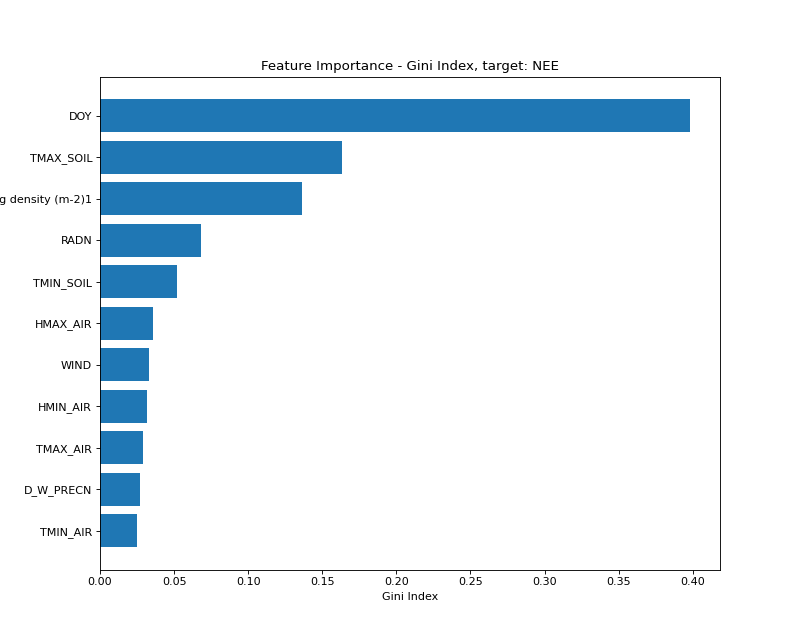 Feature Importance - Gini Index, target: NEE
DOY
TMAX_SOIL
g density (m-2)1
RADN
TMIN_SOIL
HMAX_AIR
WIND
HMIN_AIR
TMAX_AIR
D_W_PRECN
TMIN_AIR
0.00 0.05 0.10 0.15 0.20 0.25 0.30 0.35 0.40
Gini Index